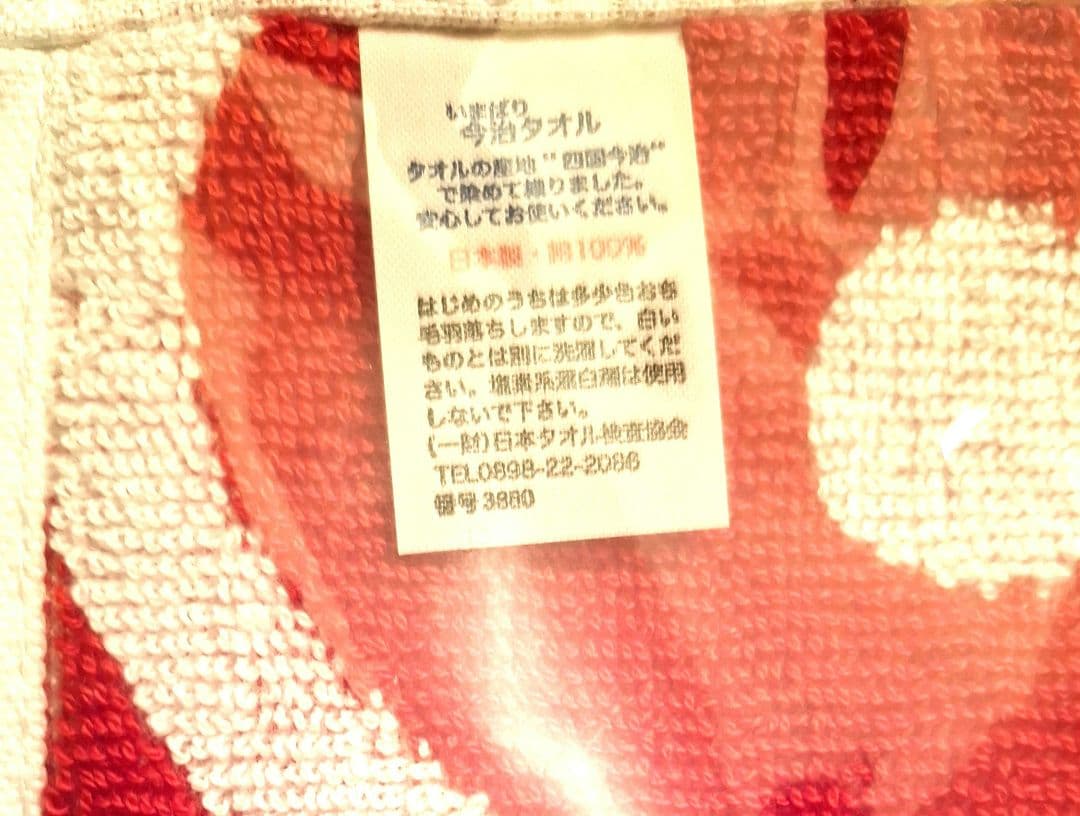 いまばり
今治タオル
タオルの産地“四国今治”
で染めて織りました。
安心してお使いください。
日本製・綿100%
はじめのうちは多少色おち
毛羽落ちしますので、白い
ものとは別に洗濯してくだ
さい。塩素系漂白剤は使用
しないで下さい。
(一財)日本タオル検査協会
TEL0898-22-2086
番号3880